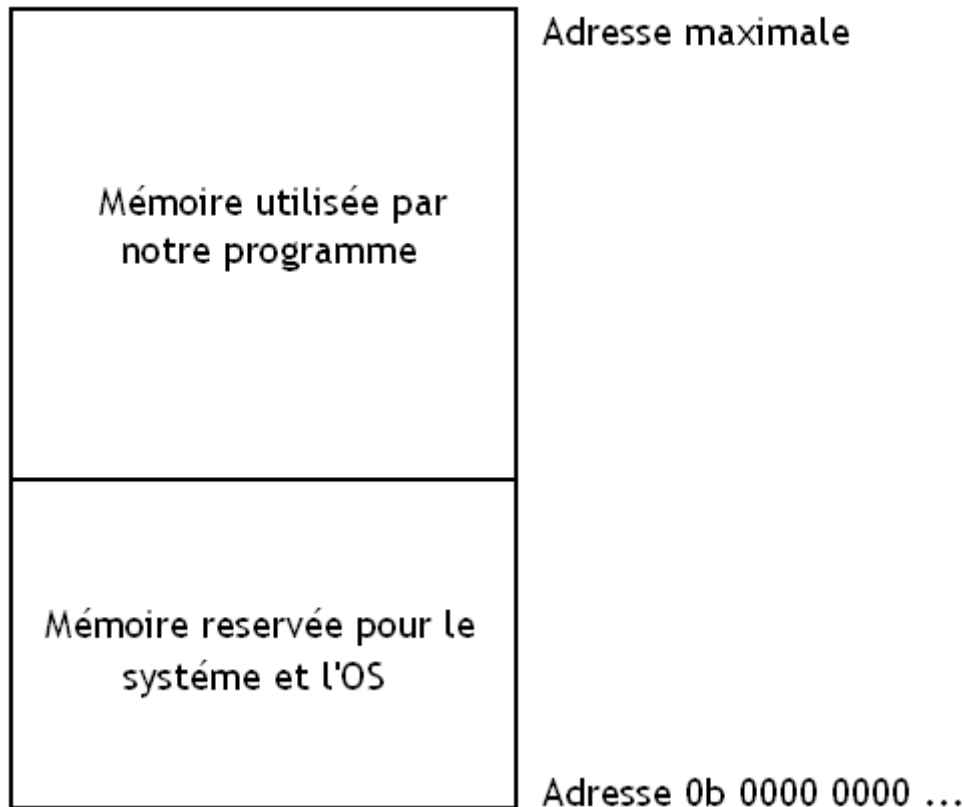 Adresse maximale
Mémoire utilisée par
notre programme
Mémoire reservée pour le
systéme et l'OS
Adresse 0b 0000 0000 ...